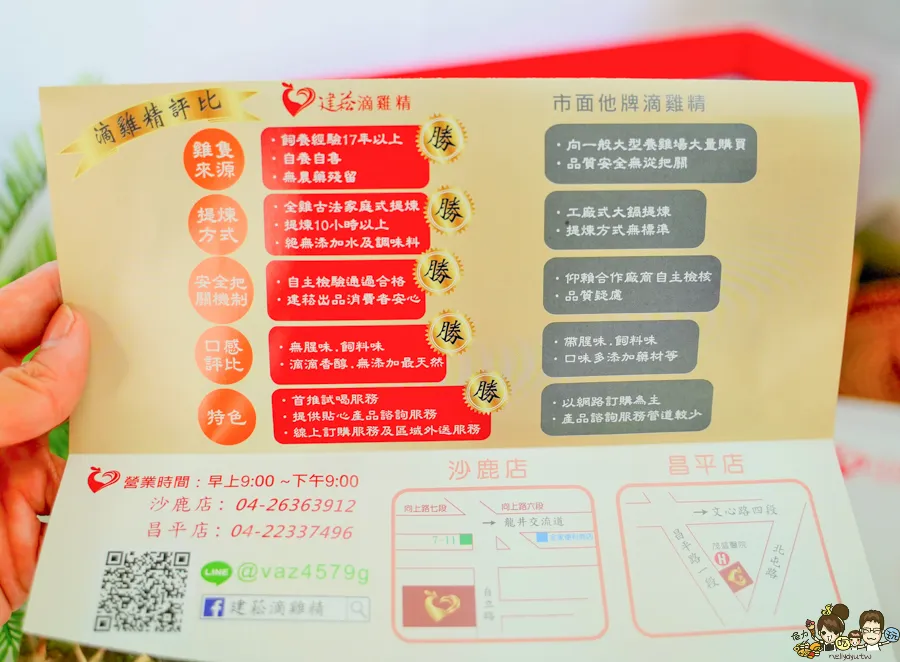 滴雞精評比
建菘滴雞精
市面他牌滴雞精
雞隻
來源
・飼養經驗17年以上
・自養自售
・無農藥殘留
勝
・向一般大型養雞場大量購買
・品質安全無從把關
提煉
方式
・全雞古法家庭式提煉
・提煉10小時以上
・絕無添加水及調味料
勝
・工廠式大鍋提煉
・提煉方式無標準
安全把
關機制
・自主檢驗通過合格
・建菘出品消費者安心
勝
・仰賴合作廠商自主檢核
・品質疑慮
口感
評比
・無腥味.飼料味
・滴滴香醇.無添加最天然
勝
・帶腥味.飼料味
・口味多添加藥材等
特色
・首推試喝服務
・提供貼心產品諮詢服務
・線上訂購服務及區域外送服務
勝
・以網路訂購為主
・產品諮詢服務管道較少
營業時間：早上9:00 ~下午9:00
沙鹿店：04-26363912
昌平店：04-22337496
LINE @vaz4579g
f 建菘滴雞精
沙鹿店
向上路七段
向上路六段
→ 龍井交流道
7-11
自立路
昌平店
→文心路四段
昌平路一段
北屯路
茂盛醫院
H
neiyoyutw